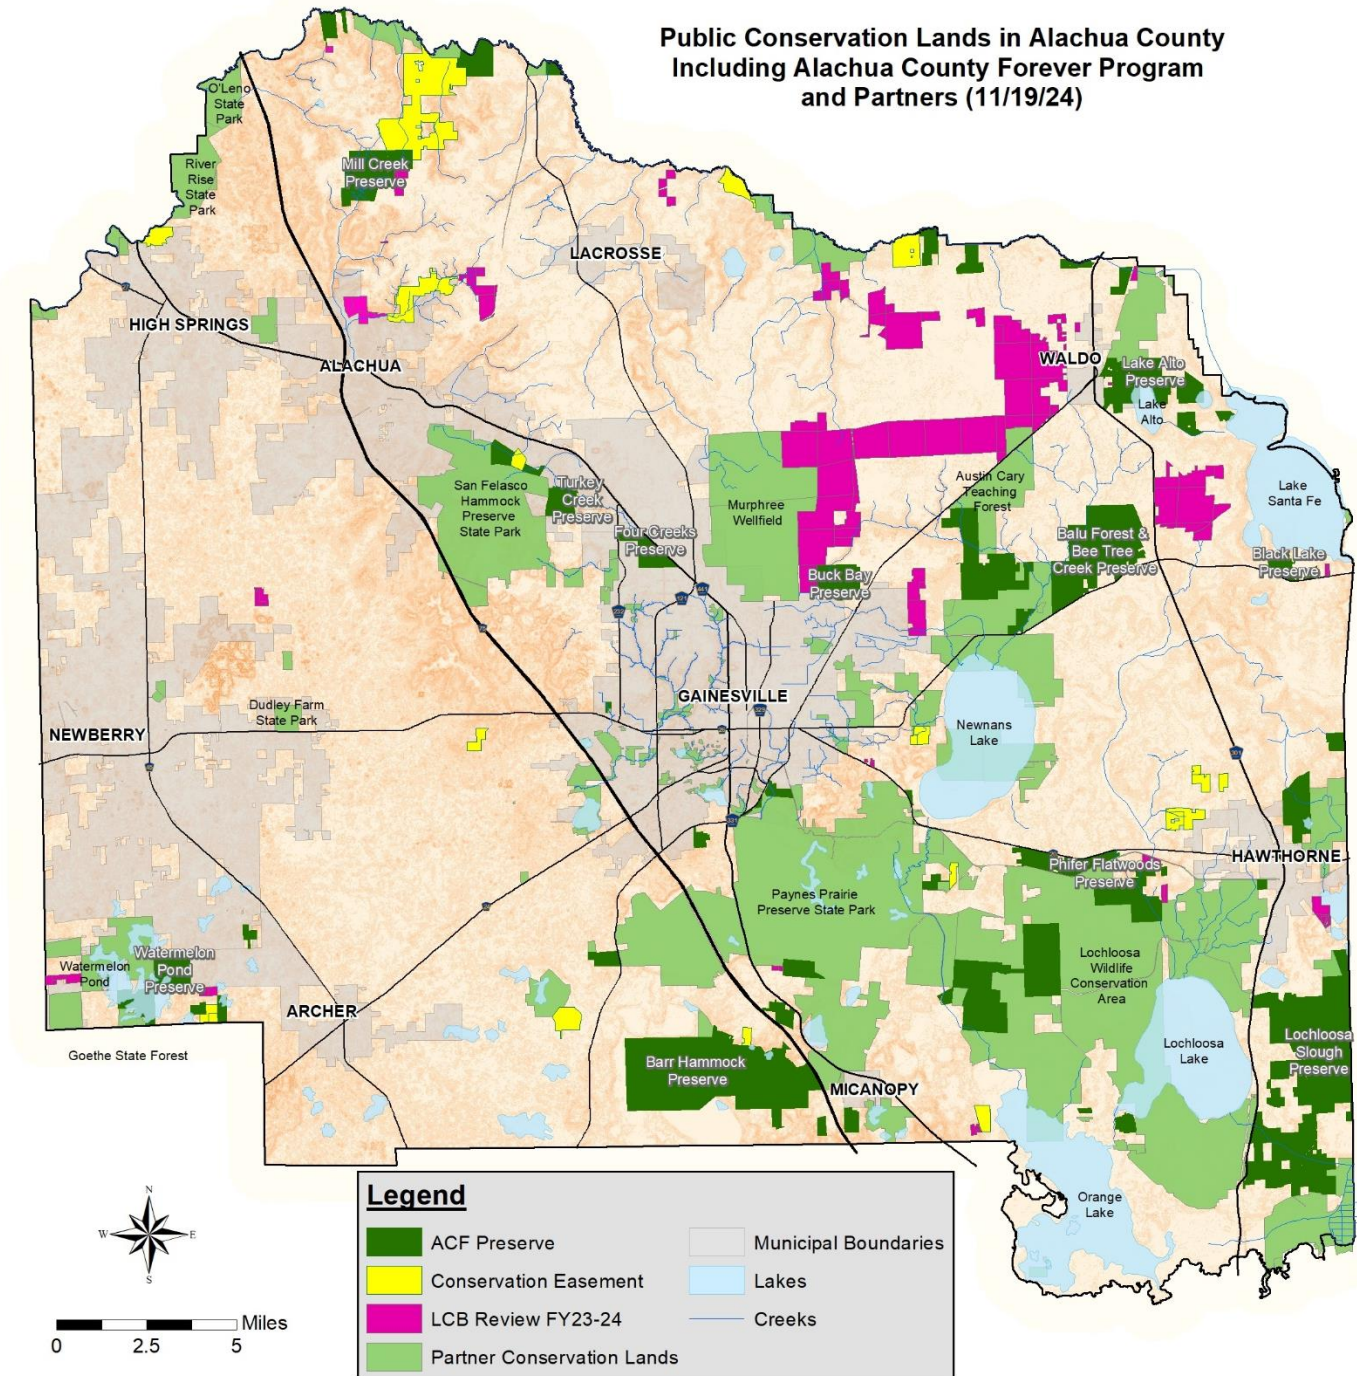 Public Conservation Lands in Alachua County
Including Alachua County Forever Program
and Partners (11/19/24)
O'Leno
State
Park
River
Rise
State
Park
Mill Creek
Preserve
LACROSSE
HIGH SPRINGS
ALACHUA
WALDO
Lake Alto
Preserve
Lake
Alto
San Felasco
Hammock
Preserve
State Park
Turkey
Creek
Preserve
Four Creeks
Preserve
Murphree
Wellfield
Austin Cary
Teaching
Forest
Lake
Santa Fe
Buck Bay
Preserve
Balu Forest &
Bee Tree
Creek Preserve
Black Lake
Preserve
GAINESVILLE
Dudley Farm
State Park
NEWBERRY
Newnans
Lake
HAWTHORNE
Phifer Flatwoods
Preserve
Paynes Prairie
Preserve State Park
Watermelon
Pond
Watermelon
Pond
Preserve
Lochloosa
Wildlife
Conservation
Area
ARCHER
Goethe State Forest
Barr Hammock
Preserve
MICANOPY
Lochloosa
Lake
Lochloosa
Slough
Preserve
Orange
Lake
N
W
E
S
Miles
0 2.5 5
Legend
ACF Preserve
Conservation Easement
LCB Review FY23-24
Partner Conservation Lands
Municipal Boundaries
Lakes
Creeks